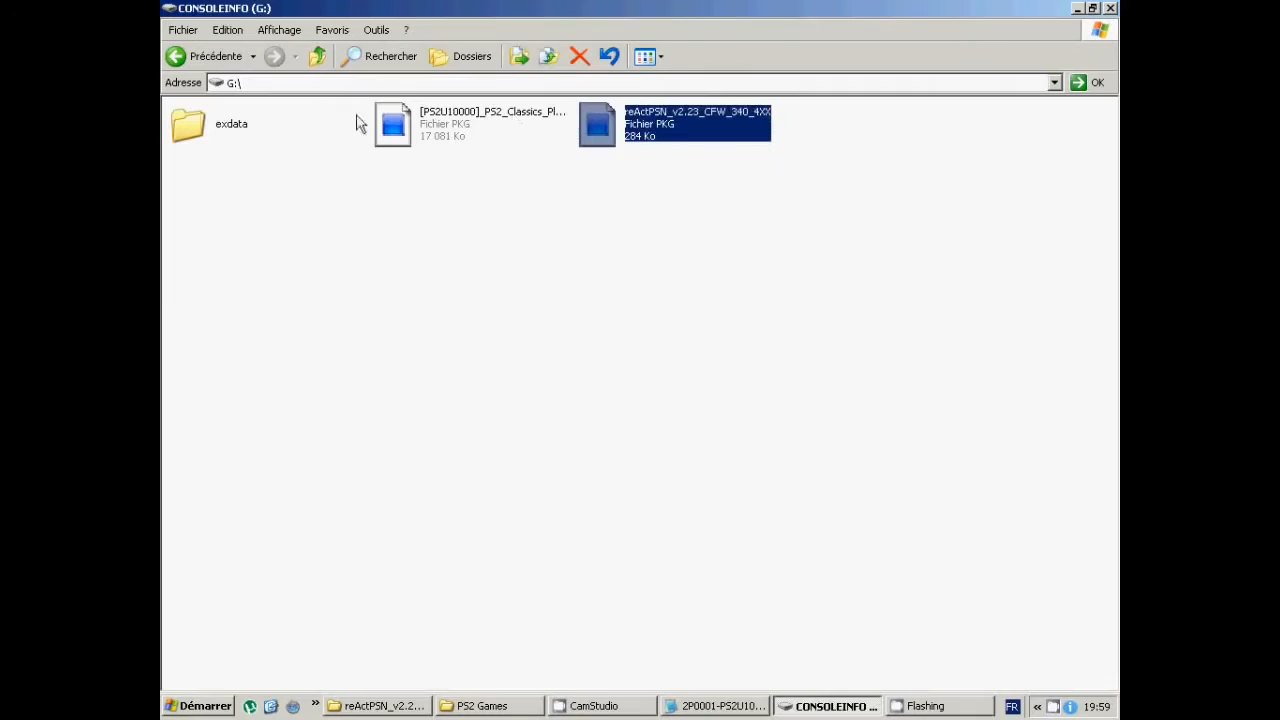 CONSOLEINFO (G:)
Fichier Edition Affichage Favoris Outils ?
Précédente Rechercher Dossiers
Adresse G:\ OK
exdata
[PS2U10000]_PS2_Classics_Pl...
Fichier PKG
17 081 Ko
reActPSN_v2.23_CFW_340_4XX
Fichier PKG
284 Ko
Démarrer » reActPSN_v2.2... PS2 Games CamStudio 2P0001-PS2U10... CONSOLEINFO ... Flashing FR « 19:59